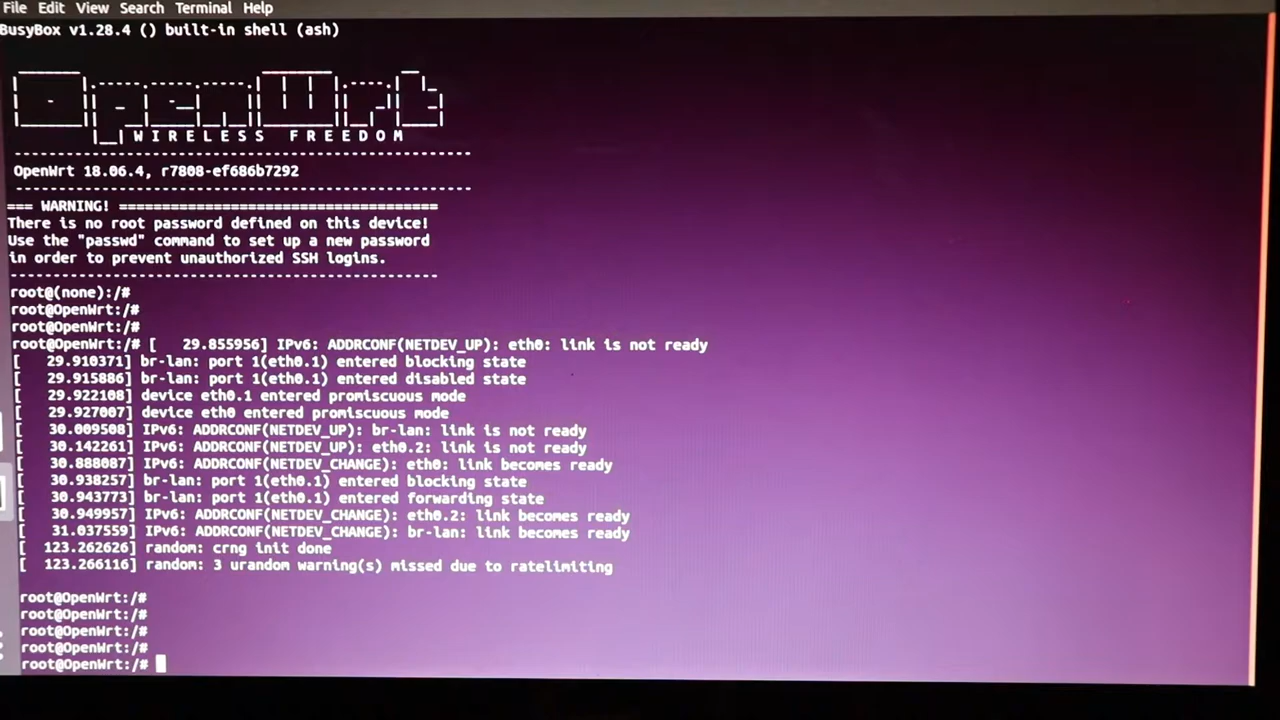 File Edit View Search Terminal Help
BusyBox v1.28.4 () built-in shell (ash)
OpenWrt
WIRELESS FREEDOM
-----------------------------------------------------
OpenWrt 18.06.4, r7808-ef686b7292
-----------------------------------------------------
=== WARNING! =====================================
There is no root password defined on this device!
Use the "passwd" command to set up a new password
in order to prevent unauthorized SSH logins.
--------------------------------------------------
root@(none):/#
root@OpenWrt:/#
root@OpenWrt:/#
root@OpenWrt:/# [   29.855956] IPv6: ADDRCONF(NETDEV_UP): eth0: link is not ready
[   29.910371] br-lan: port 1(eth0.1) entered blocking state
[   29.915886] br-lan: port 1(eth0.1) entered disabled state
[   29.922108] device eth0.1 entered promiscuous mode
[   29.927007] device eth0 entered promiscuous mode
[   30.009508] IPv6: ADDRCONF(NETDEV_UP): br-lan: link is not ready
[   30.142261] IPv6: ADDRCONF(NETDEV_UP): eth0.2: link is not ready
[   30.888087] IPv6: ADDRCONF(NETDEV_CHANGE): eth0: link becomes ready
[   30.938257] br-lan: port 1(eth0.1) entered blocking state
[   30.943773] br-lan: port 1(eth0.1) entered forwarding state
[   30.949957] IPv6: ADDRCONF(NETDEV_CHANGE): eth0.2: link becomes ready
[   31.037559] IPv6: ADDRCONF(NETDEV_CHANGE): br-lan: link becomes ready
[  123.262626] random: crng init done
[  123.266116] random: 3 urandom warning(s) missed due to ratelimiting
root@OpenWrt:/#
root@OpenWrt:/#
root@OpenWrt:/#
root@OpenWrt:/#
root@OpenWrt:/#